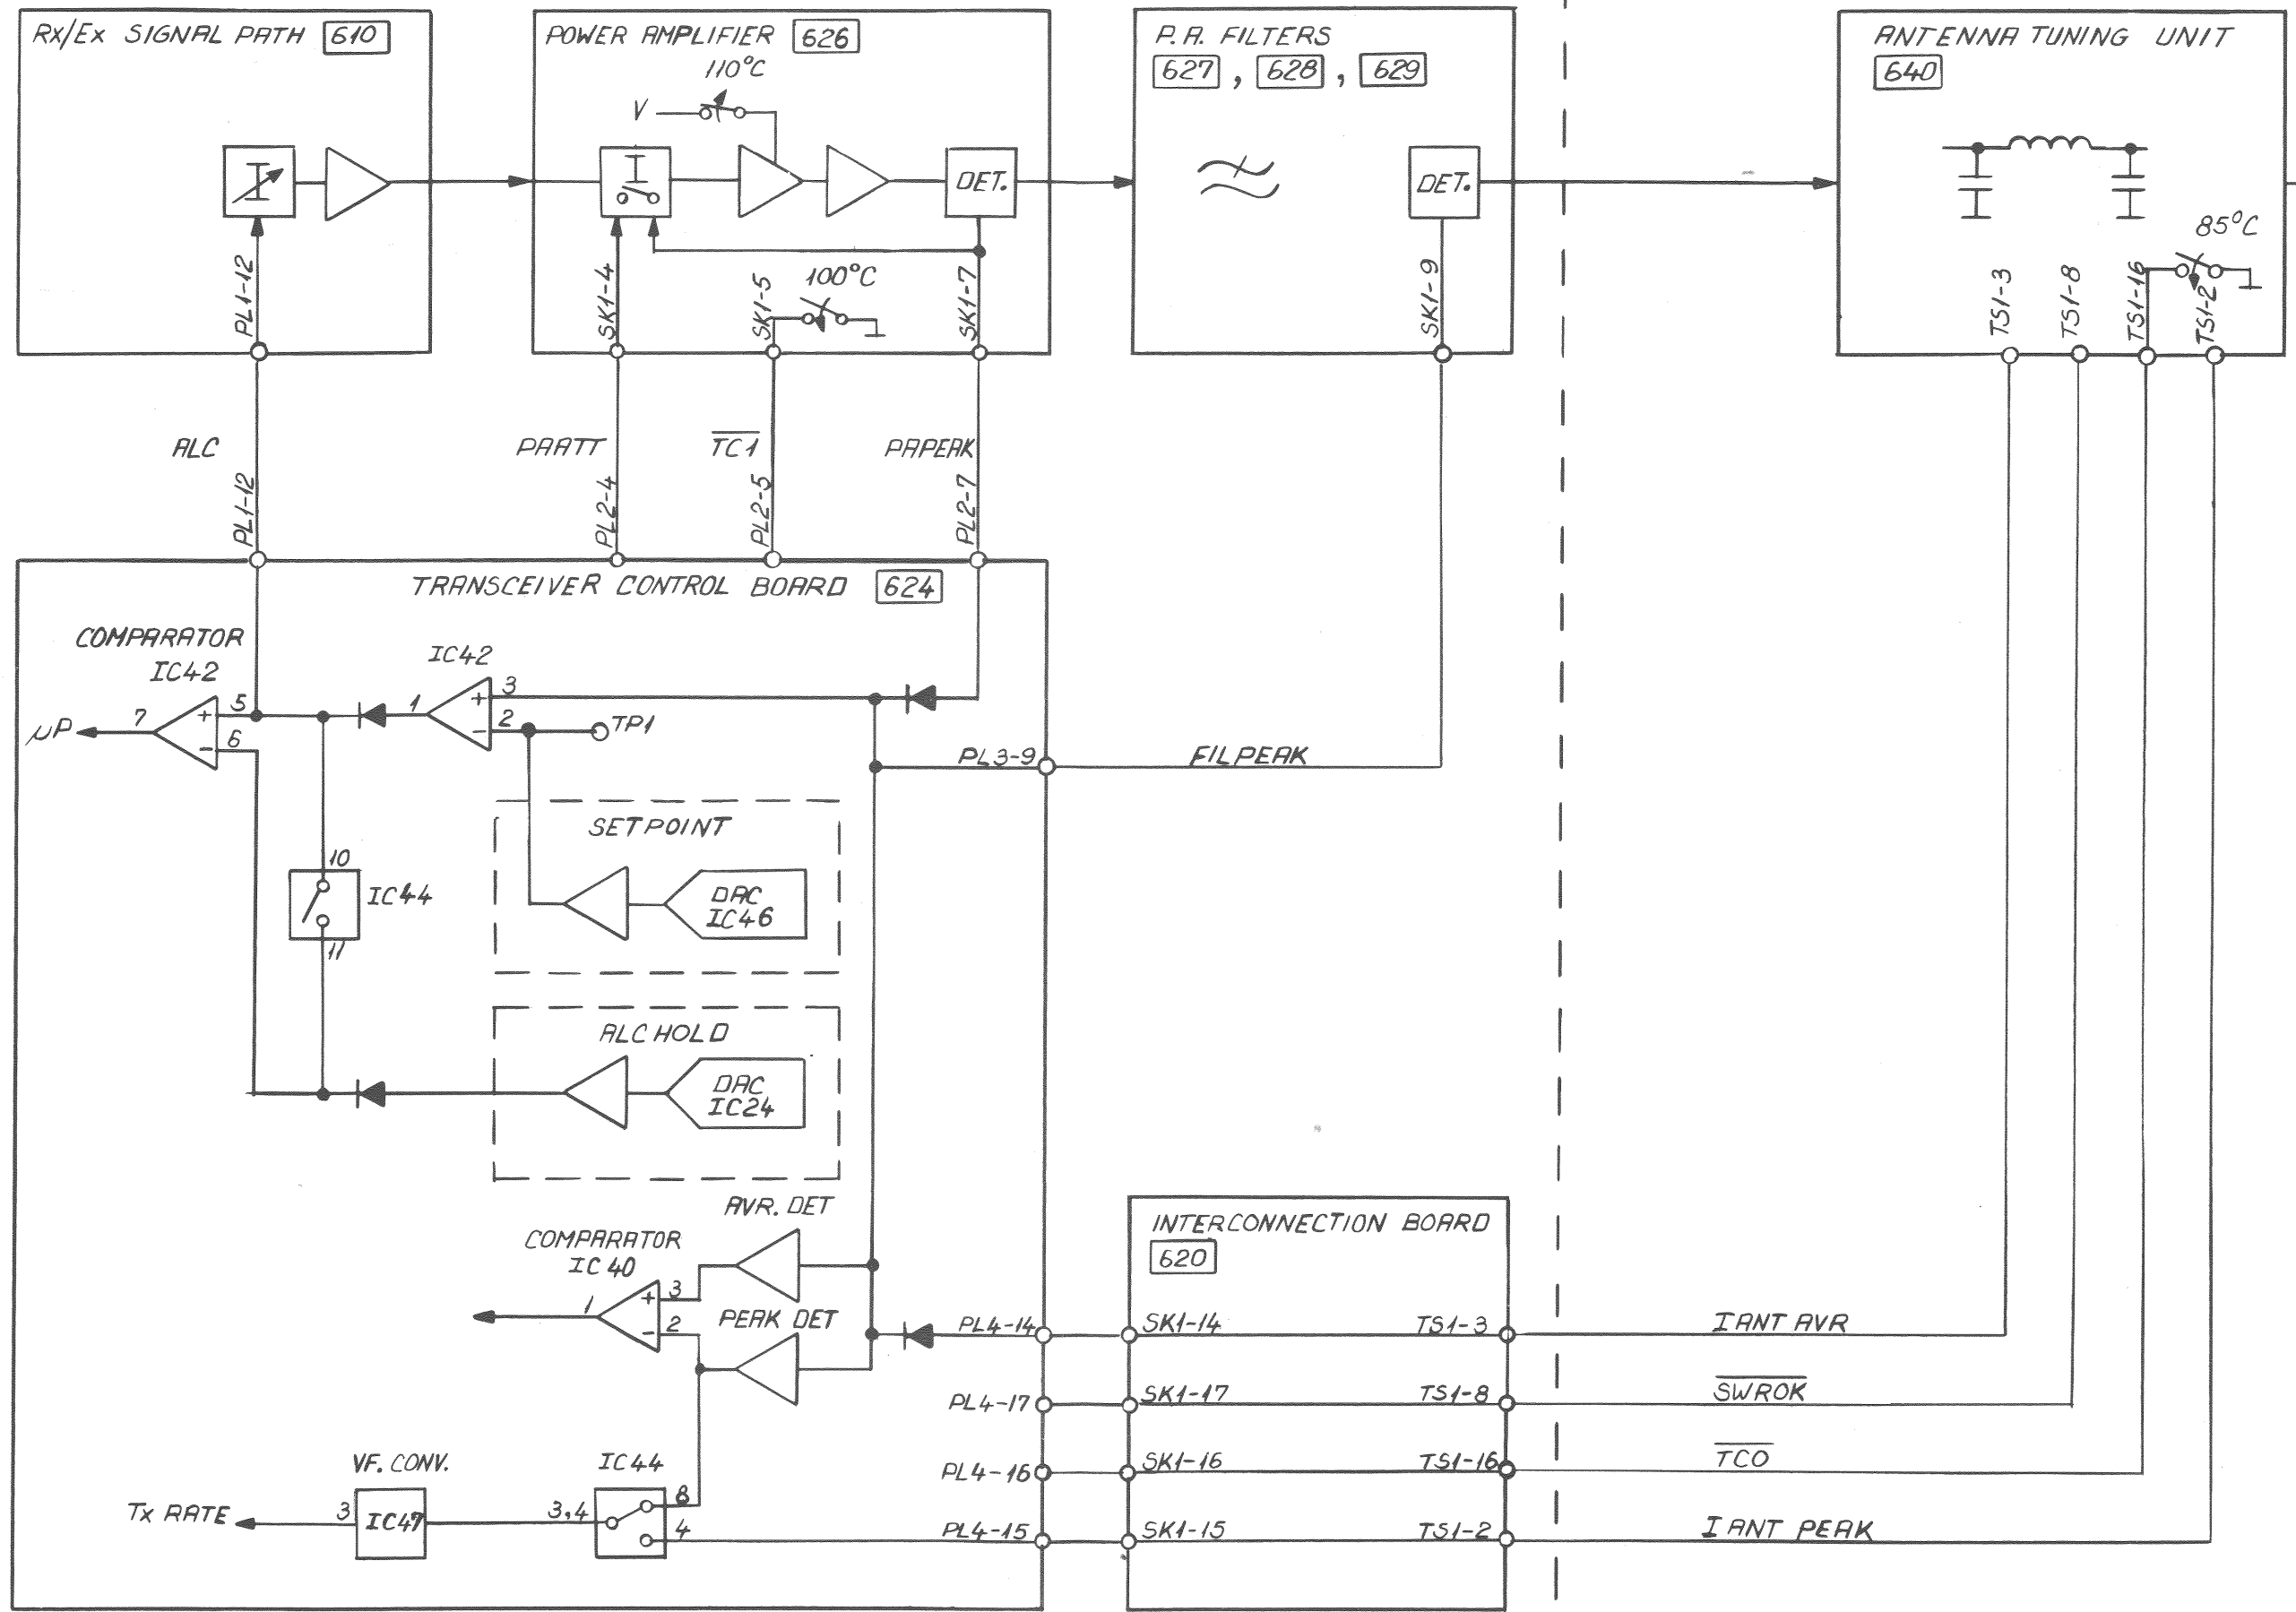 Rx/Ex SIGNAL PATH 610
PL1-12
POWER AMPLIFIER 626
110°C
V
DET.
SK1-4
SK1-5
100°C
SK1-7
P.A. FILTERS
627, 628, 629
DET.
SK1-9
ANTENNA TUNING UNIT
640
85°C
TS1-3
TS1-8
TS1-16
TS1-2
ALC
PL1-12
PAATT
PL2-4
TC1
PL2-5
PAPEAK
PL2-7
TRANSCEIVER CONTROL BOARD 624
COMPARATOR
IC42
μP
7
+
5
-
6
IC42
1
+
3
-
2
TP1
PL3-9
FILPEAK
10
IC44
11
SETPOINT
DAC
IC46
ALC HOLD
DAC
IC24
AVR. DET
COMPARATOR
IC40
1
+
3
-
2
PEAK DET
INTERCONNECTION BOARD
620
PL4-14
SK1-14
TS1-3
I ANT AVR
PL4-17
SK1-17
TS1-8
SWROK
PL4-16
SK1-16
TS1-16
TCO
PL4-15
SK1-15
TS1-2
I ANT PEAK
VF. CONV.
IC44
Tx RATE
3
IC47
3,4
8
4